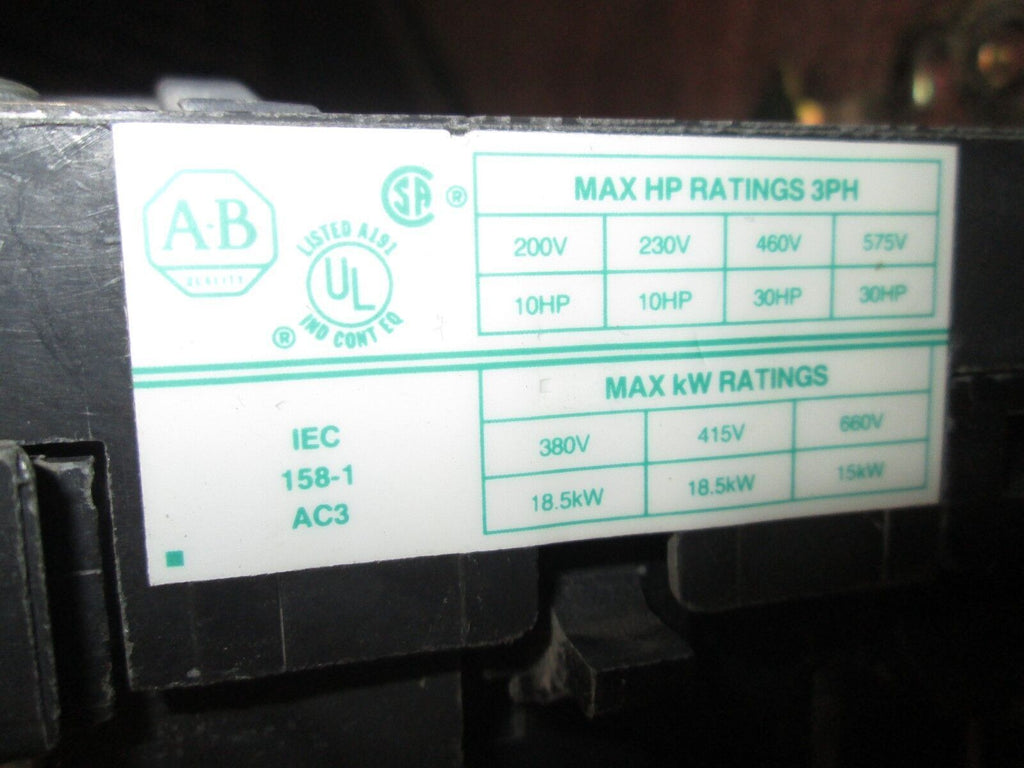 A·B
QUALITY
SA
®
LISTED A191
UL
IND CONT EQ
®
MAX HP RATINGS 3PH
200V 230V 460V 575V
10HP 10HP 30HP 30HP
IEC
158-1
AC3
MAX kW RATINGS
380V 415V 660V
18.5kW 18.5kW 15kW